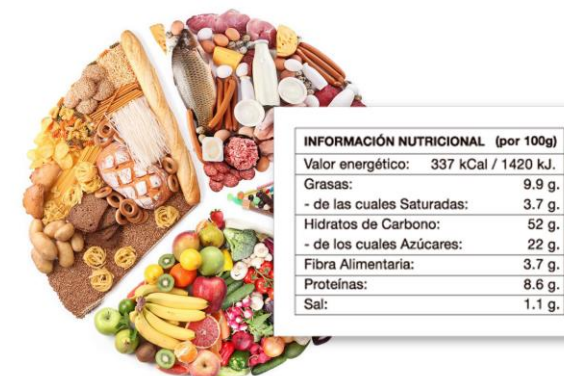 INFORMACIÓN NUTRICIONAL (por 100g)
Valor energético: 337 kCal / 1420 kJ.
Grasas: 9.9 g.
- de las cuales Saturadas: 3.7 g.
Hidratos de Carbono: 52 g.
- de los cuales Azúcares: 22 g.
Fibra Alimentaria: 3.7 g.
Proteínas: 8.6 g.
Sal: 1.1 g.